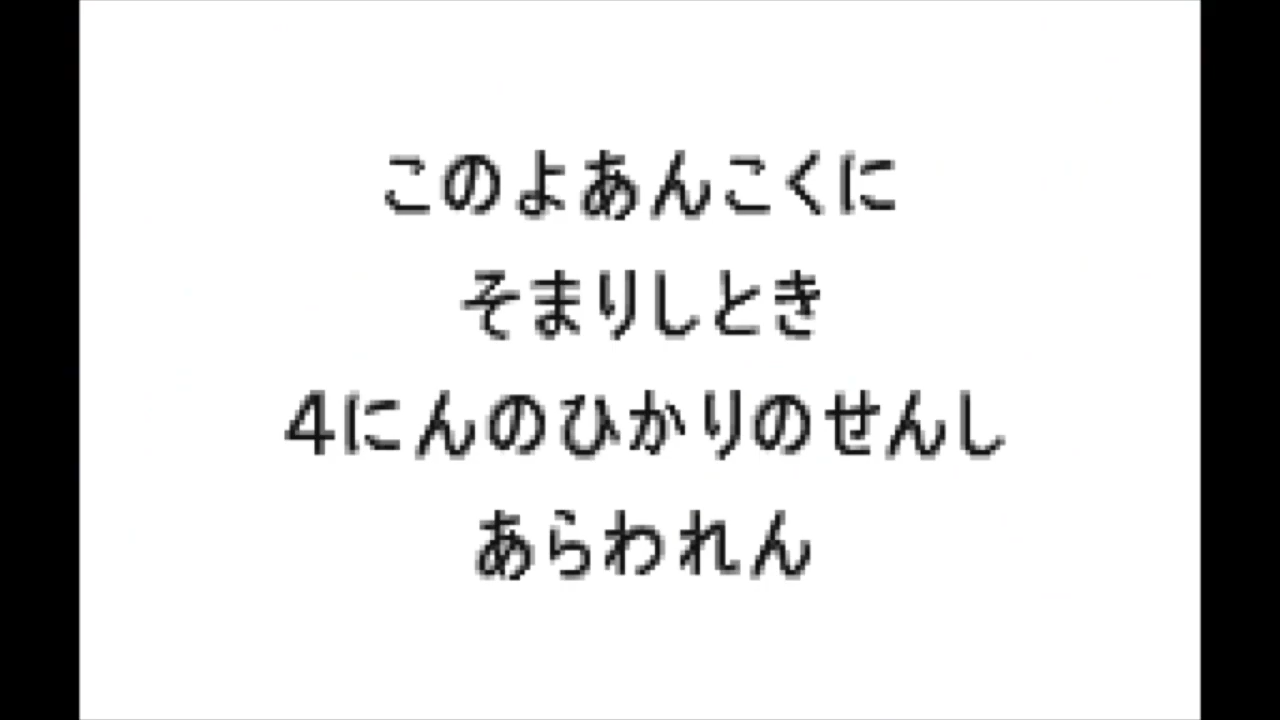 このよあんこくに
そまりしとき
4にんのひかりのせんし
あらわれん